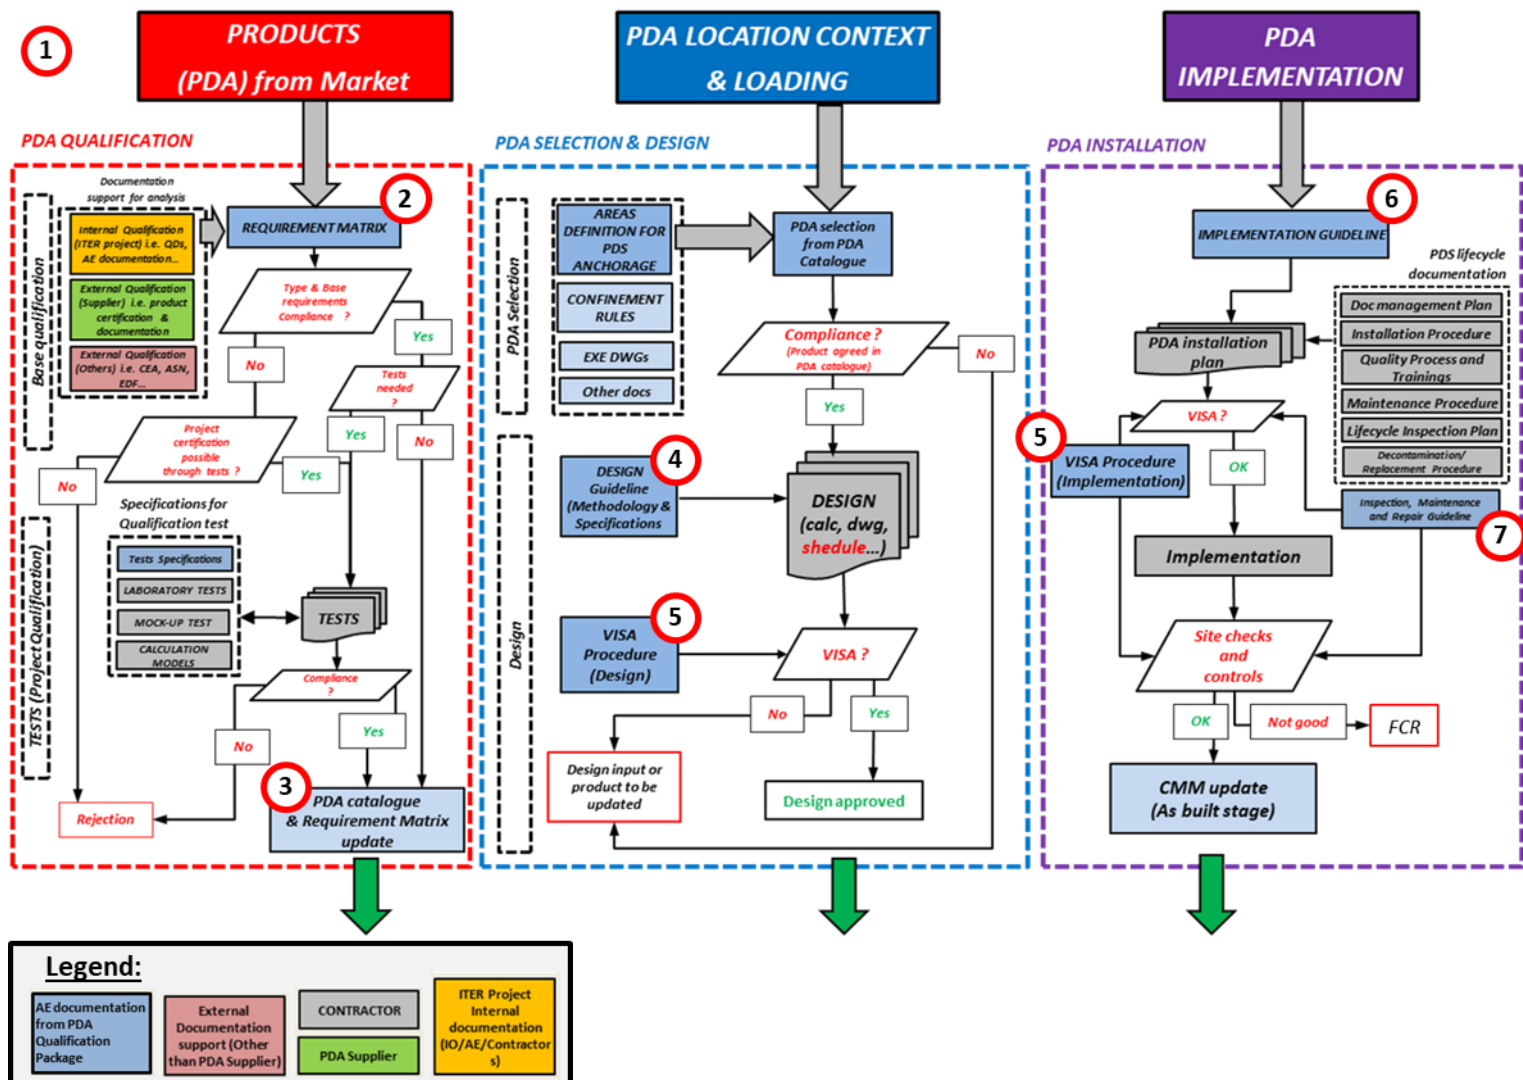 1
PRODUCTS
(PDA) from Market
PDA QUALIFICATION
Documentation
support for analysis
Base qualification
Internal Qualification
(ITER project) i.e. QDs,
AE documentation...
External Qualification
(Supplier) i.e. product
certification &
documentation
External Qualification
(Others) i.e. CEA, ASN,
EDF...
2
REQUIREMENT MATRIX
Type & Base
requirements
Compliance ?
Yes
No
Tests
needed
?
Yes
No
Project
certification
possible
through tests ?
No
Yes
TESTS (Project Qualification)
Specifications for
Qualification test
Tests Specifications
LABORATORY TESTS
MOCK-UP TEST
CALCULATION
MODELS
TESTS
Compliance
?
No
Yes
Rejection
3
PDA catalogue
& Requirement Matrix
update
PDA LOCATION CONTEXT
& LOADING
PDA SELECTION & DESIGN
PDA Selection
AREAS
DEFINITION FOR
PDS
ANCHORAGE
CONFINEMENT
RULES
EXE DWGs
Other docs
PDA selection
from PDA
Catalogue
Compliance ?
(Product agreed in
PDA catalogue)
No
Yes
Design
4
DESIGN
Guideline
(Methodology &
Specifications
DESIGN
(calc, dwg,
shedule...)
5
VISA
Procedure
(Design)
VISA ?
No
Yes
Design input or
product to be
updated
Design approved
PDA
IMPLEMENTATION
PDA INSTALLATION
6
IMPLEMENTATION GUIDELINE
PDS lifecycle
documentation
Doc management Plan
Installation Procedure
Quality Process and
Trainings
Maintenance Procedure
Lifecycle Inspection Plan
Decontamination/
Replacement Procedure
PDA installation
plan
VISA ?
5
VISA Procedure
(Implementation)
OK
Inspection, Maintenance
and Repair Guideline
7
Implementation
Site checks
and
controls
OK
Not good
FCR
CMM update
(As built stage)
Legend:
AE documentation
from PDA
Qualification
Package
External
Documentation
support (Other
than PDA Supplier)
CONTRACTOR
PDA Supplier
ITER Project
Internal
documentation
(IO/AE/Contractor
s)